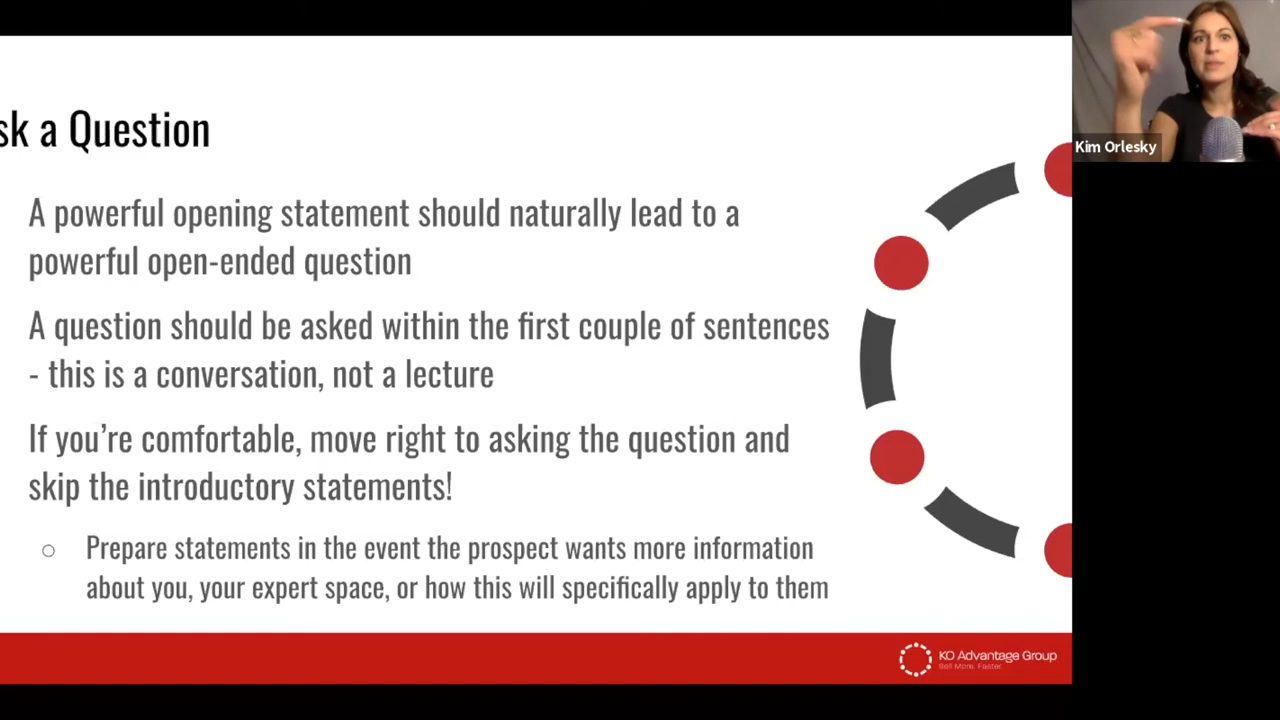 sk a Question
A powerful opening statement should naturally lead to a
powerful open-ended question
A question should be asked within the first couple of sentences
- this is a conversation, not a lecture
If you’re comfortable, move right to asking the question and
skip the introductory statements!
○ Prepare statements in the event the prospect wants more information
about you, your expert space, or how this will specifically apply to them
KO Advantage Group
Sell More, Faster.
Kim Orlesky